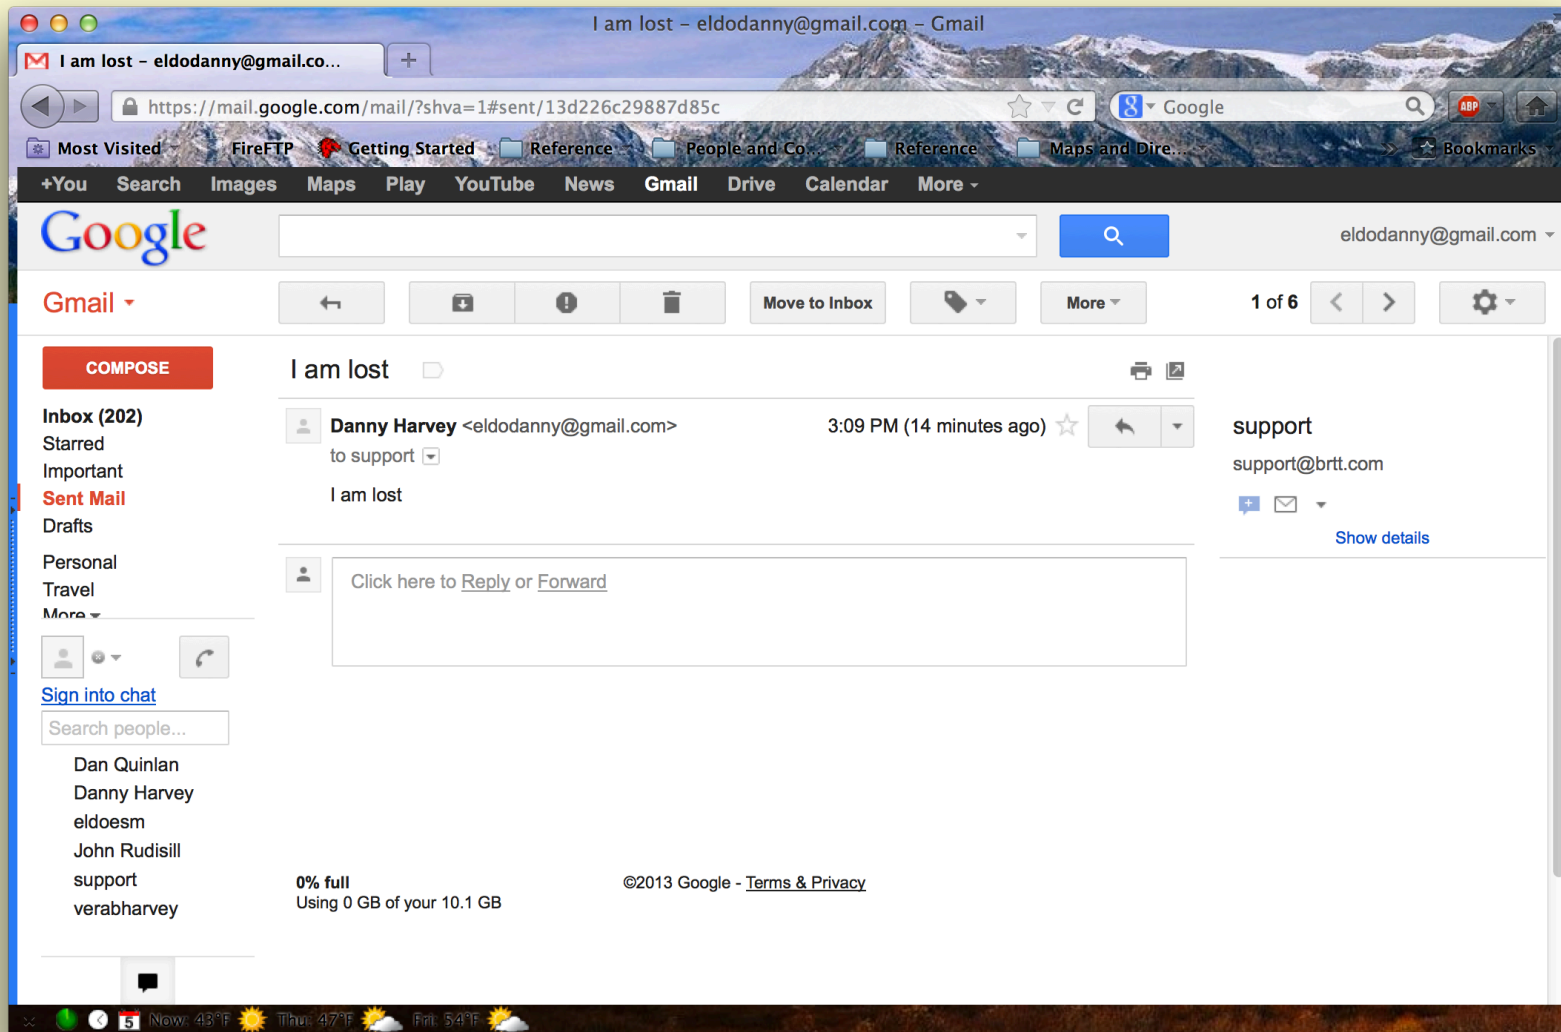 I am lost – eldodanny@gmail.com – Gmail
I am lost – eldodanny@gmail.co...
https://mail.google.com/mail/?shva=1#sent/13d226c29887d85c
8 Google
ABP
Most Visited FireFTP Getting Started Reference People and Co... Reference Maps and Dire... » Bookmarks
+You Search Images Maps Play YouTube News Gmail Drive Calendar More
Google
eldodanny@gmail.com
Gmail
Move to Inbox
More
1 of 6
COMPOSE
Inbox (202)
Starred
Important
Sent Mail
Drafts
Personal
Travel
More
Sign into chat
Search people...
Dan Quinlan
Danny Harvey
eldoesm
John Rudisill
support
verabharvey
I am lost
Danny Harvey <eldodanny@gmail.com>
3:09 PM (14 minutes ago)
to support
I am lost
Click here to Reply or Forward
support
support@brtt.com
Show details
0% full
Using 0 GB of your 10.1 GB
©2013 Google - Terms & Privacy
5 Now: 43°F Thu: 47°F Fri: 54°F